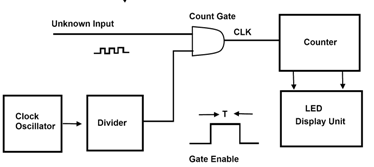 Count Gate
Unknown Input
CLK
Counter
Clock
Oscillator
Divider
T
LED
Display Unit
Gate Enable